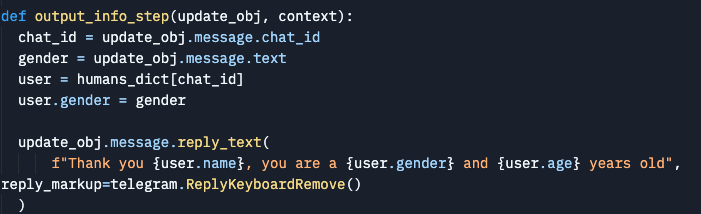 def output_info_step(update_obj, context):
  chat_id = update_obj.message.chat_id
  gender = update_obj.message.text
  user = humans_dict[chat_id]
  user.gender = gender

  update_obj.message.reply_text(
      f"Thank you {user.name}, you are a {user.gender} and {user.age} years old",
reply_markup=telegram.ReplyKeyboardRemove()
  )